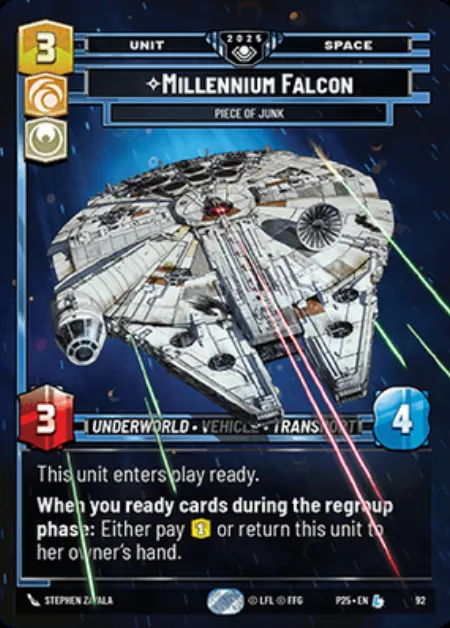 3
UNIT
2025
SPACE
✧MILLENNIUM FALCON
PIECE OF JUNK
3
UNDERWORLD • VEHICLE • TRANSPORT
4
This unit enters play ready.
When you ready cards during the regroup
phase: Either pay 1 or return this unit to
her owner's hand.
STEPHEN ZAVALA
© LFL © FFG
P25 • EN
92